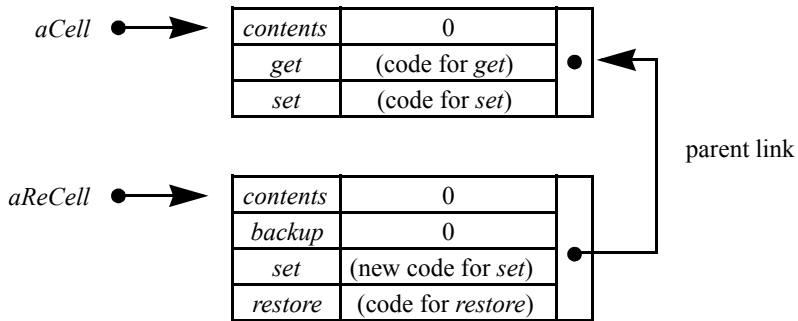 aCell contents 0
get (code for get)
set (code for set)
parent link
aReCell contents 0
backup 0
set (new code for set)
restore (code for restore)